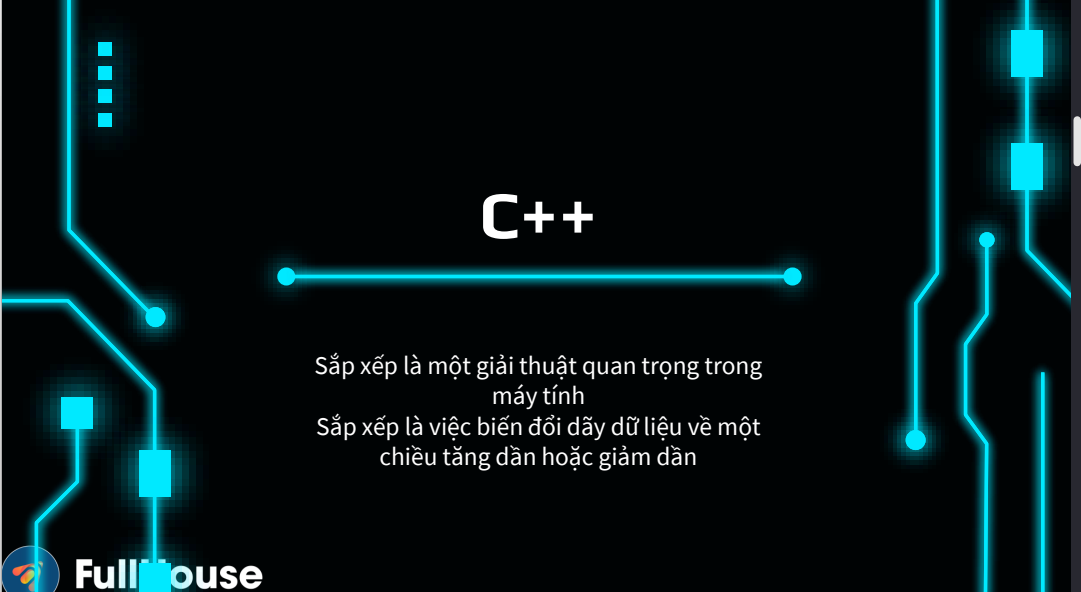 C++
Sắp xếp là một giải thuật quan trọng trong
máy tính
Sắp xếp là việc biến đổi dãy dữ liệu về một
chiều tăng dần hoặc giảm dần
FullHouse